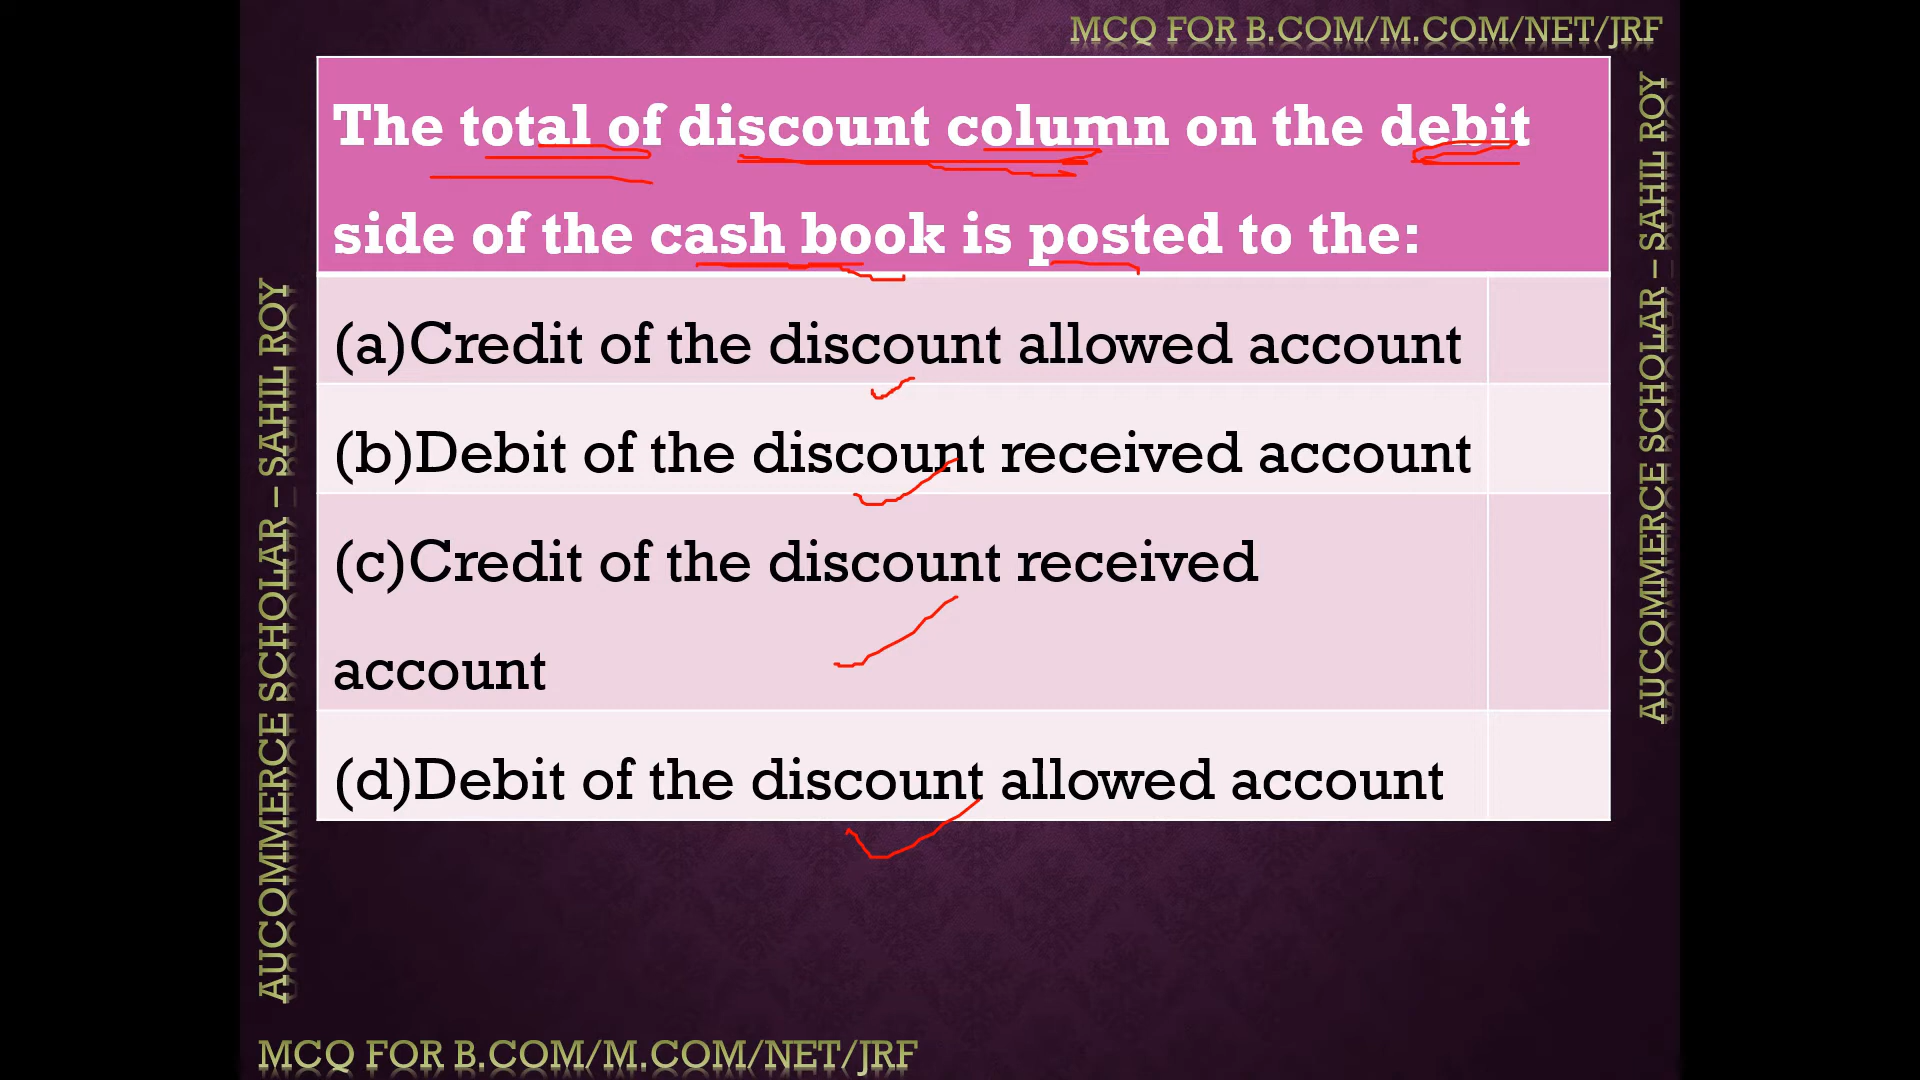 MCQ FOR B.COM/M.COM/NET/JRF
The total of discount column on the debit
side of the cash book is posted to the:
(a)Credit of the discount allowed account
(b)Debit of the discount received account
(c)Credit of the discount received
account
(d)Debit of the discount allowed account
AUCOMMERCE SCHOLAR – SAHIL ROY
AUCOMMERCE SCHOLAR – SAHIL ROY
MCQ FOR B.COM/M.COM/NET/JRF